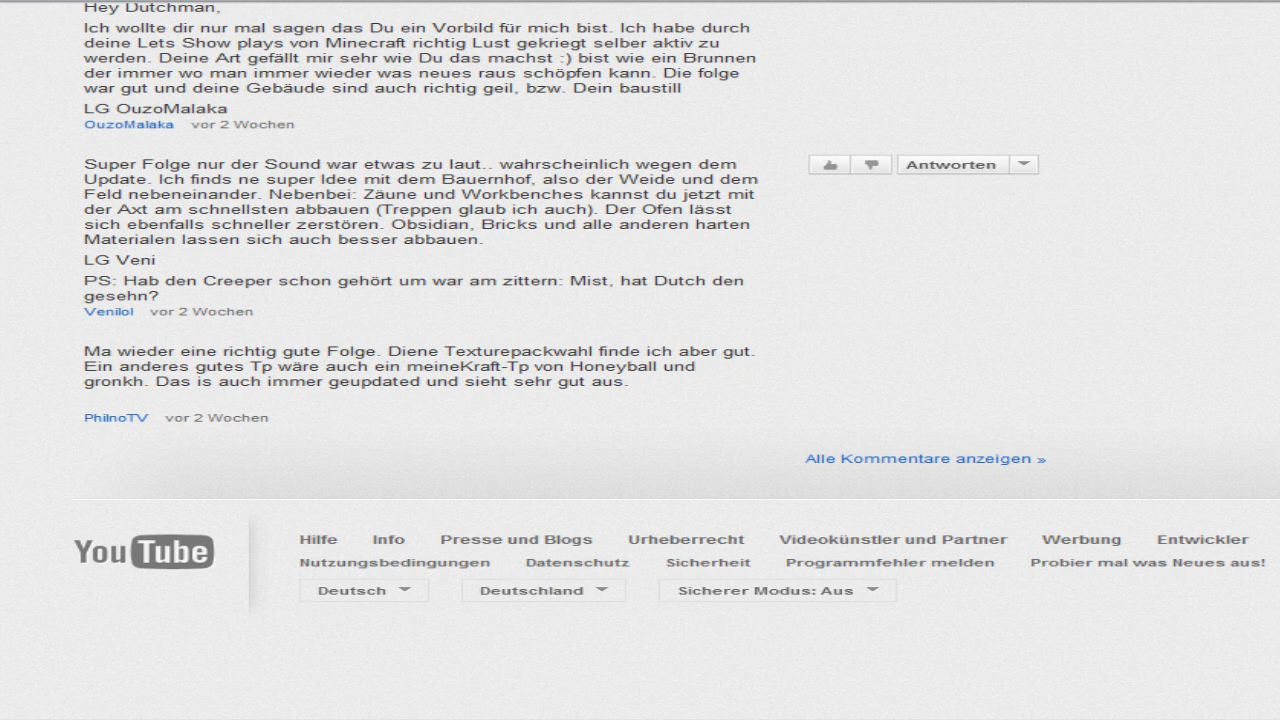 Hey Dutchman,
Ich wollte dir nur mal sagen das Du ein Vorbild für mich bist. Ich habe durch
deine Lets Show plays von Minecraft richtig Lust gekriegt selber aktiv zu
werden. Deine Art gefällt mir sehr wie Du das machst :) bist wie ein Brunnen
der immer wo man immer wieder was neues raus schöpfen kann. Die folge
war gut und deine Gebäude sind auch richtig geil, bzw. Dein baustill
LG OuzoMalaka
OuzoMalaka vor 2 Wochen
Super Folge nur der Sound war etwas zu laut.. wahrscheinlich wegen dem
Update. Ich finds ne super Idee mit dem Bauernhof, also der Weide und dem
Feld nebeneinander. Nebenbei: Zäune und Workbenches kannst du jetzt mit
der Axt am schnellsten abbauen (Treppen glaub ich auch). Der Ofen lässt
sich ebenfalls schneller zerstören. Obsidian, Bricks und alle anderen harten
Materialen lassen sich auch besser abbauen.
Antworten
LG Veni
PS: Hab den Creeper schon gehört um war am zittern: Mist, hat Dutch den
gesehn?
Venilol vor 2 Wochen
Ma wieder eine richtig gute Folge. Diene Texturepackwahl finde ich aber gut.
Ein anderes gutes Tp wäre auch ein meineKraft-Tp von Honeyball und
gronkh. Das is auch immer geupdated und sieht sehr gut aus.
PhilnoTV vor 2 Wochen
Alle Kommentare anzeigen »
YouTube
Hilfe Info Presse und Blogs Urheberrecht Videokünstler und Partner Werbung Entwickler
Nutzungsbedingungen Datenschutz Sicherheit Programmfehler melden Probier mal was Neues aus!
Deutsch Deutschland Sicherer Modus: Aus